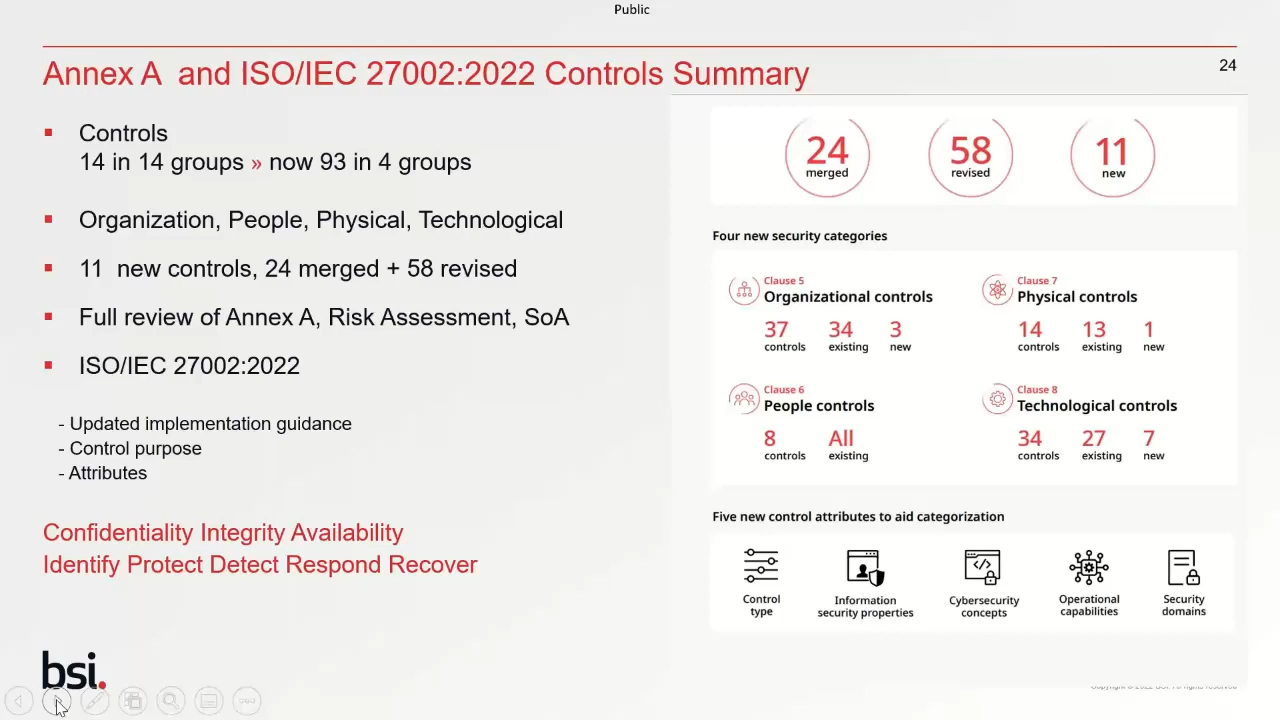 Public
24
Annex A  and ISO/IEC 27002:2022 Controls Summary
▪ Controls
14 in 14 groups » now 93 in 4 groups
▪ Organization, People, Physical, Technological
▪ 11  new controls, 24 merged + 58 revised
▪ Full review of Annex A, Risk Assessment, SoA
▪ ISO/IEC 27002:2022
- Updated implementation guidance
- Control purpose
- Attributes
Confidentiality Integrity Availability
Identify Protect Detect Respond Recover
bsi.
24 58 11
merged revised new
Four new security categories
Clause 5
Organizational controls
37 34 3
controls existing new
Clause 7
Physical controls
14 13 1
controls existing new
Clause 6
People controls
8 All
controls existing
Clause 8
Technological controls
34 27 7
controls existing new
Five new control attributes to aid categorization
Control
type
Information
security properties
Cybersecurity
concepts
Operational
capabilities
Security
domains
Copyright © 2022 BSI. All rights reserved